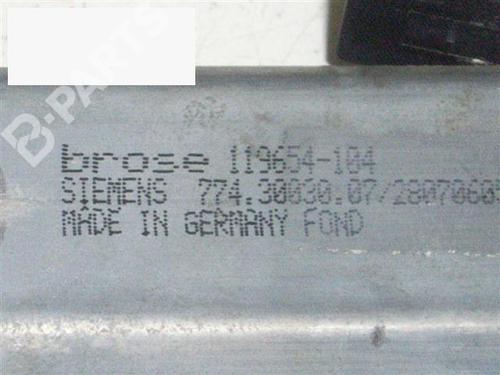 B-PARTS
brose 119654-104
SIEMENS 774.30030.07/2807060
MADE IN GERMANY FOND